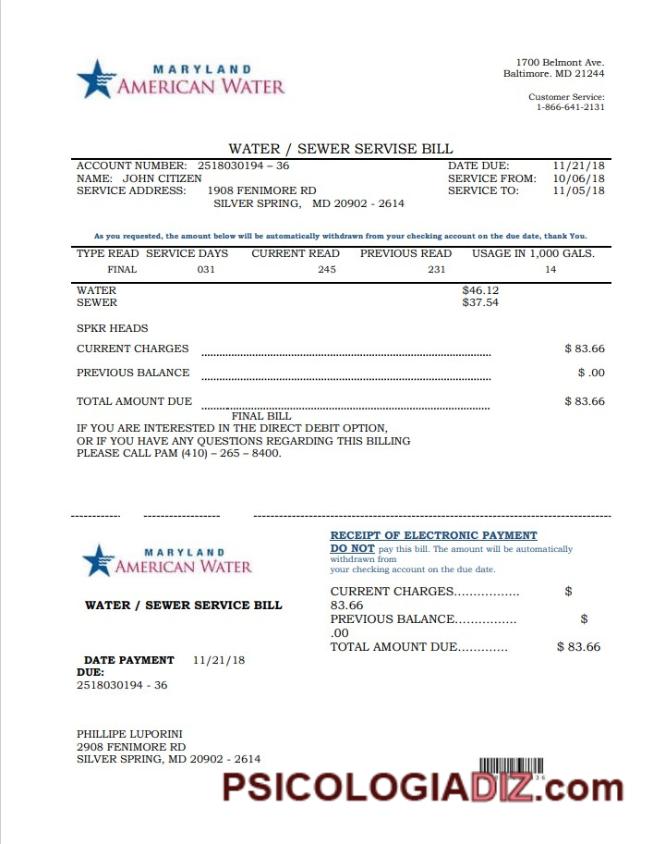 MARYLAND
AMERICAN WATER
1700 Belmont Ave.
Baltimore. MD 21244
Customer Service:
1-866-641-2131
WATER / SEWER SERVISE BILL
ACCOUNT NUMBER: 2518030194 – 36 DATE DUE: 11/21/18
NAME: JOHN CITIZEN SERVICE FROM: 10/06/18
SERVICE ADDRESS: 1908 FENIMORE RD SERVICE TO: 11/05/18
SILVER SPRING, MD 20902 - 2614
As you requested, the amount below will be automatically withdrawn from your checking account on the due date, thank You.
TYPE READ SERVICE DAYS CURRENT READ PREVIOUS READ USAGE IN 1,000 GALS.
FINAL 031 245 231 14
WATER $46.12
SEWER $37.54
SPKR HEADS
CURRENT CHARGES $ 83.66
PREVIOUS BALANCE $ .00
TOTAL AMOUNT DUE $ 83.66
FINAL BILL
IF YOU ARE INTERESTED IN THE DIRECT DEBIT OPTION,
OR IF YOU HAVE ANY QUESTIONS REGARDING THIS BILLING
PLEASE CALL PAM (410) – 265 – 8400.
MARYLAND
AMERICAN WATER
WATER / SEWER SERVICE BILL
DATE PAYMENT 11/21/18
DUE:
2518030194 - 36
RECEIPT OF ELECTRONIC PAYMENT
DO NOT pay this bill. The amount will be automatically
withdrawn from
your checking account on the due date.
CURRENT CHARGES................ $
83.66
PREVIOUS BALANCE............... $
.00
TOTAL AMOUNT DUE............ $ 83.66
PHILLIPE LUPORINI
2908 FENIMORE RD
SILVER SPRING, MD 20902 - 2614
PSICOLOGIADIZ.com